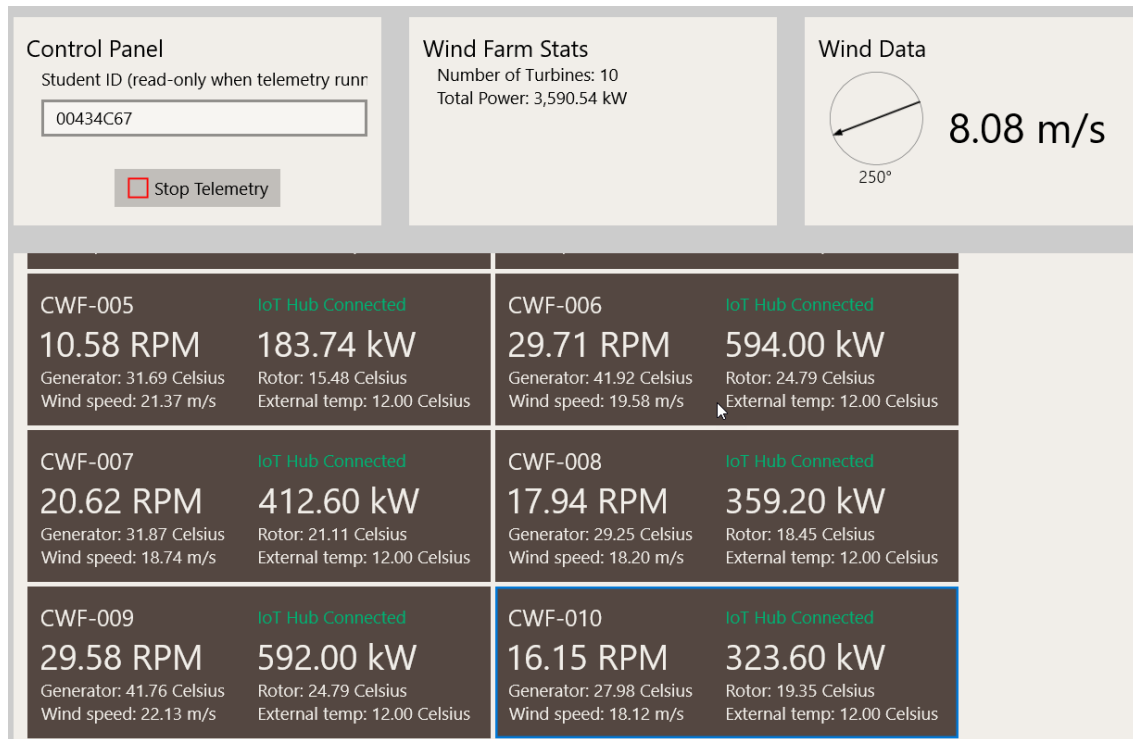 Control Panel
Student ID (read-only when telemetry runn
00434C67
Stop Telemetry
Wind Farm Stats
Number of Turbines: 10
Total Power: 3,590.54 kW
Wind Data
8.08 m/s
250°
CWF-005 IoT Hub Connected
10.58 RPM 183.74 kW
Generator: 31.69 Celsius Rotor: 15.48 Celsius
Wind speed: 21.37 m/s External temp: 12.00 Celsius
CWF-006 IoT Hub Connected
29.71 RPM 594.00 kW
Generator: 41.92 Celsius Rotor: 24.79 Celsius
Wind speed: 19.58 m/s External temp: 12.00 Celsius
CWF-007 IoT Hub Connected
20.62 RPM 412.60 kW
Generator: 31.87 Celsius Rotor: 21.11 Celsius
Wind speed: 18.74 m/s External temp: 12.00 Celsius
CWF-008 IoT Hub Connected
17.94 RPM 359.20 kW
Generator: 29.25 Celsius Rotor: 18.45 Celsius
Wind speed: 18.20 m/s External temp: 12.00 Celsius
CWF-009 IoT Hub Connected
29.58 RPM 592.00 kW
Generator: 41.76 Celsius Rotor: 24.79 Celsius
Wind speed: 22.13 m/s External temp: 12.00 Celsius
CWF-010 IoT Hub Connected
16.15 RPM 323.60 kW
Generator: 27.98 Celsius Rotor: 19.35 Celsius
Wind speed: 18.12 m/s External temp: 12.00 Celsius